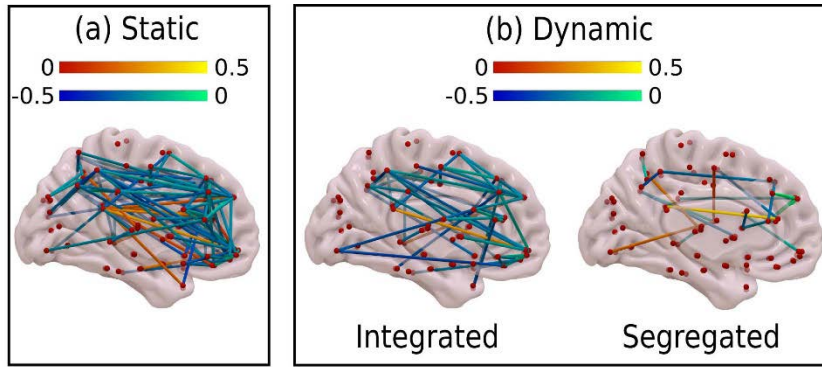 (a) Static
0 0.5
-0.5 0
(b) Dynamic
0 0.5
-0.5 0
Integrated
Segregated